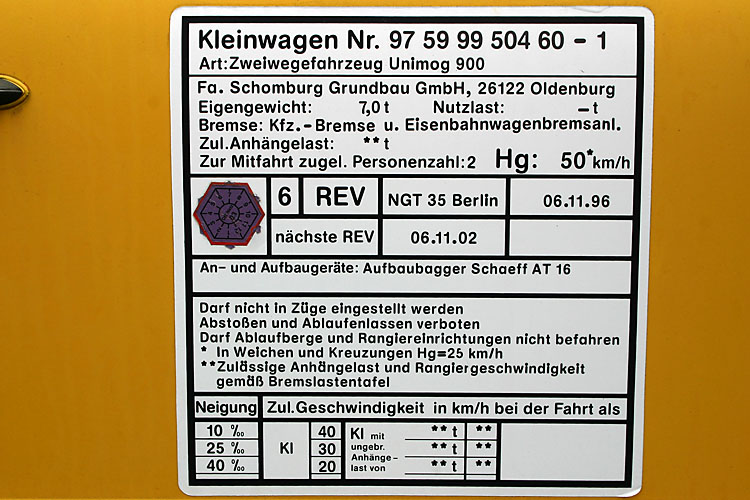 Kleinwagen Nr. 97 59 99 504 60 - 1
Art: Zweiwegefahrzeug Unimog 900
Fa. Schomburg Grundbau GmbH, 26122 Oldenburg
Eigengewicht: 7,0 t Nutzlast: – t
Bremse: Kfz.-Bremse u. Eisenbahnwagenbremsanl.
Zul. Anhängelast: ** t
Zur Mitfahrt zugel. Personenzahl: 2 Hg: 50* km/h
6 REV NGT 35 Berlin 06.11.96
nächste REV 06.11.02
An- und Aufbaugeräte: Aufbaubagger Schaeff AT 16
Darf nicht in Züge eingestellt werden
Abstoßen und Ablaufenlassen verboten
Darf Ablaufberge und Rangiereinrichtungen nicht befahren
* In Weichen und Kreuzungen Hg=25 km/h
** Zulässige Anhängelast und Rangiergeschwindigkeit
gemäß Bremslastentafel
Neigung Zul. Geschwindigkeit in km/h bei der Fahrt als
10 ‰ Kl 40 Kl mit ** t **
25 ‰ 30 ungebr. ** t **
40 ‰ 20 Anhänge- ** t **
last von